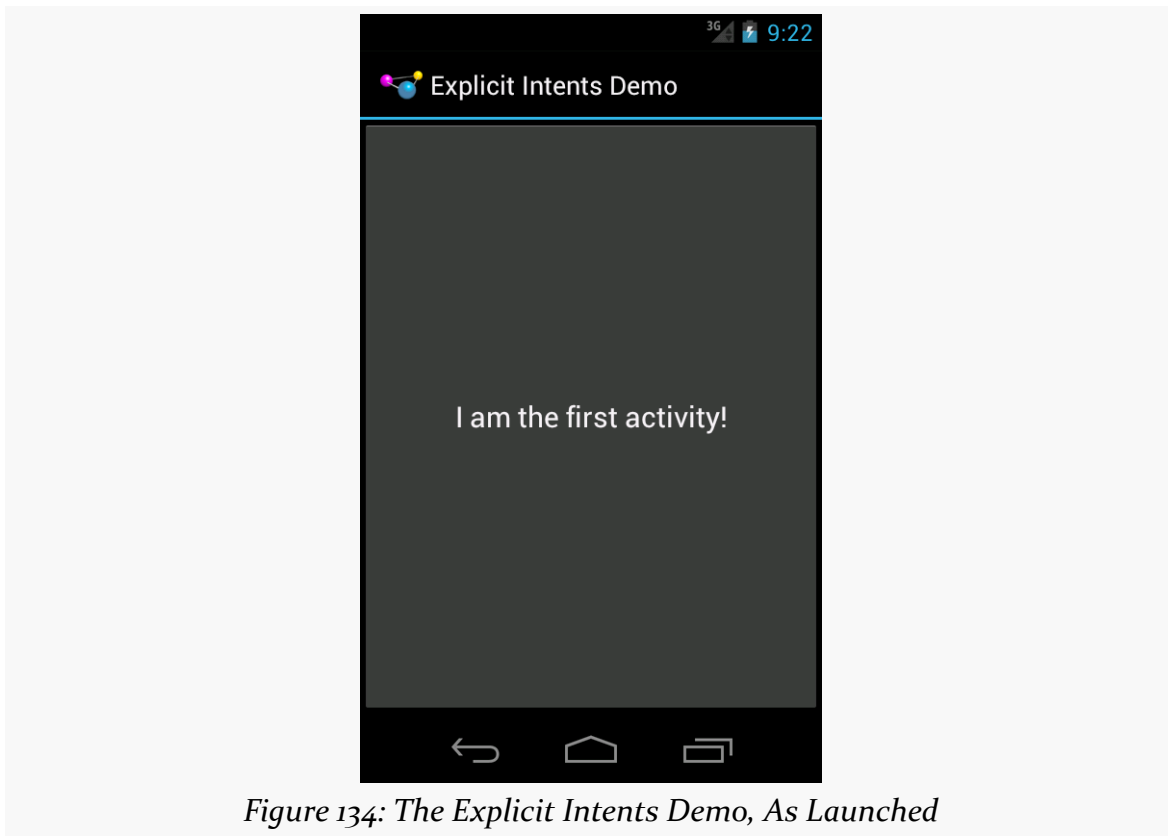 3G 9:22
Explicit Intents Demo
I am the first activity!
Figure 134: The Explicit Intents Demo, As Launched